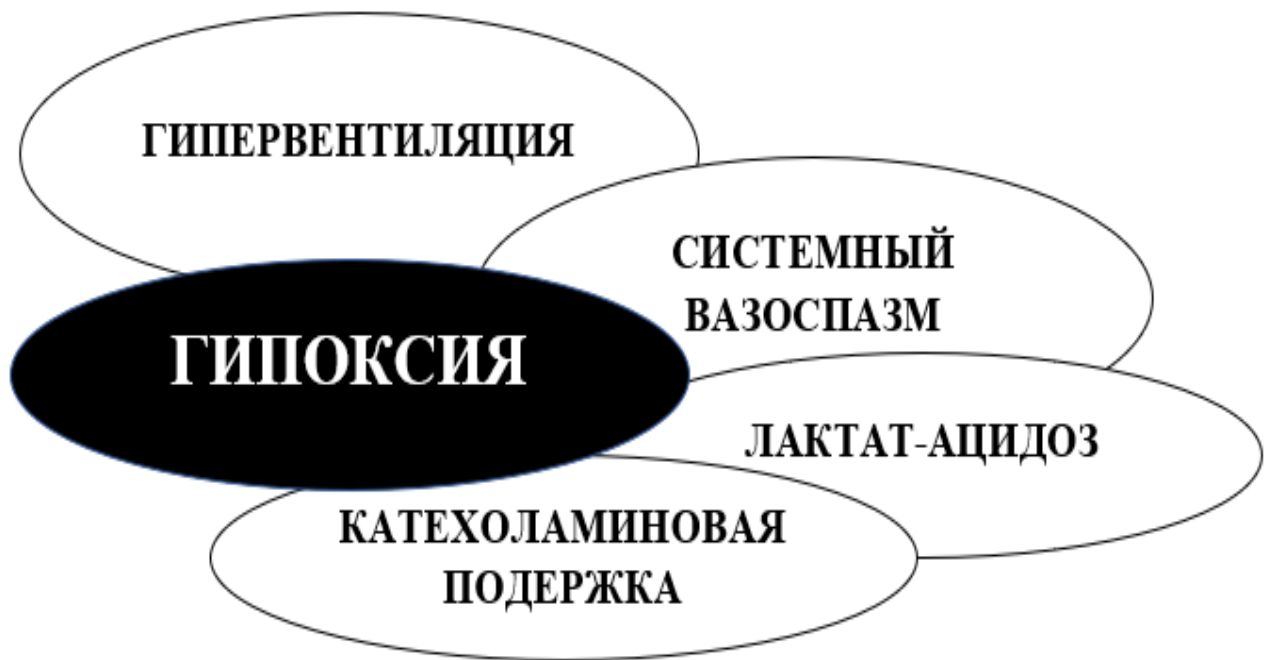 ГИПЕРВЕНТИЛЯЦИЯ
СИСТЕМНЫЙ
ВАЗОСПАЗМ
ГИПОКСИЯ
ЛАКТАТ-АЦИДОЗ
КАТЕХОЛАМИНОВАЯ
ПОДЕРЖКА